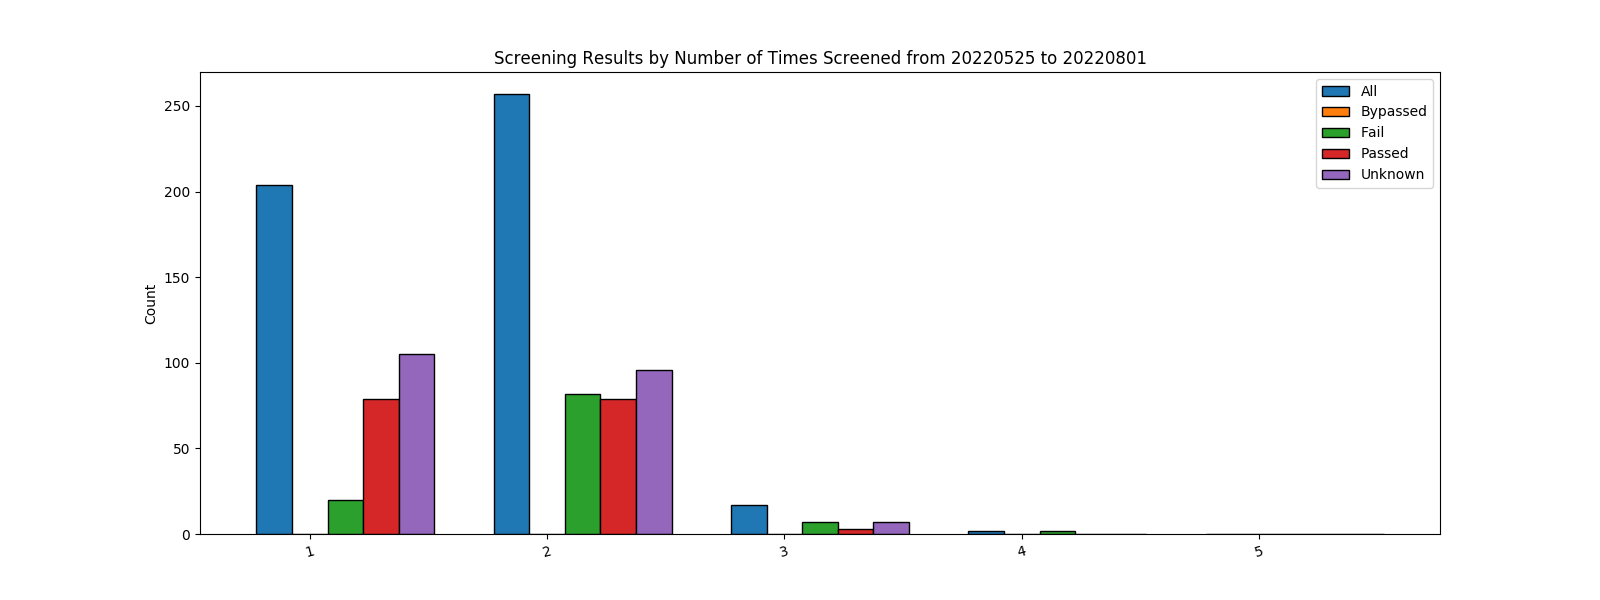 Screening Results by Number of Times Screened from 20220525 to 20220801
All
Bypassed
Fail
Passed
Unknown
250
200
150
100
50
0
Count
1
2
3
4
5